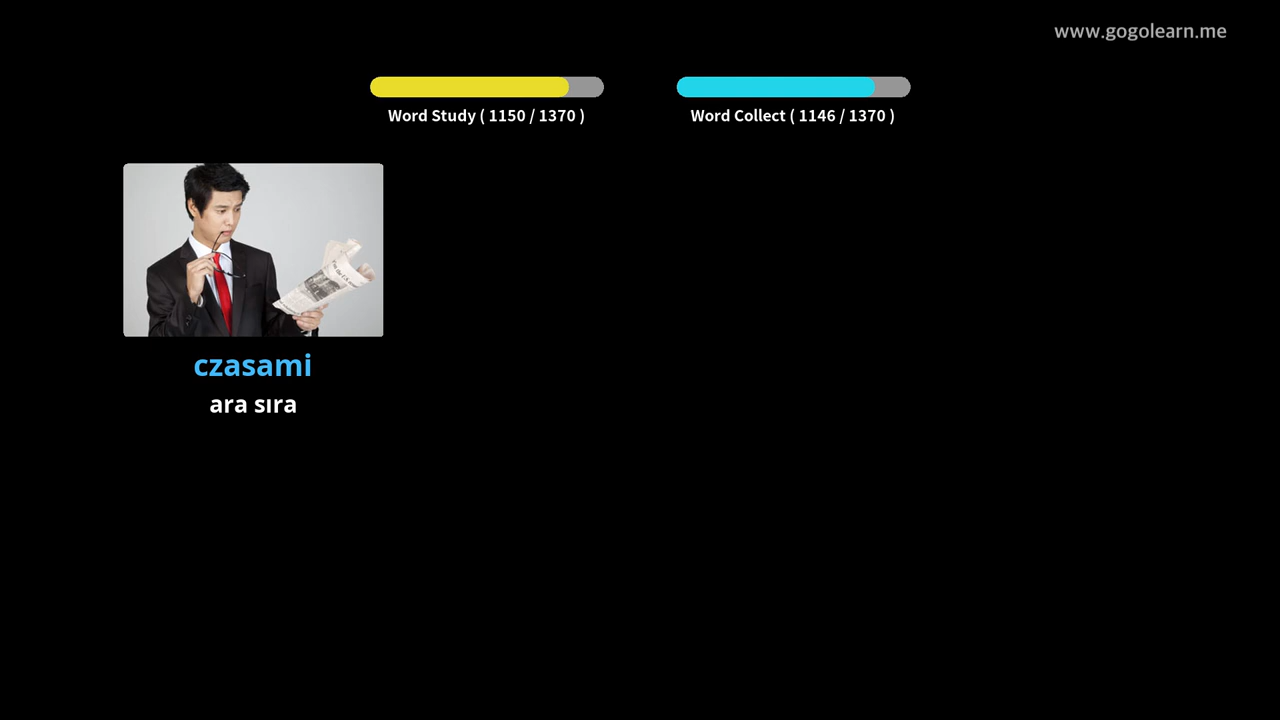 www.gogolearn.me
Word Study ( 1150 / 1370 )
Word Collect ( 1146 / 1370 )
czasami
ara sıra